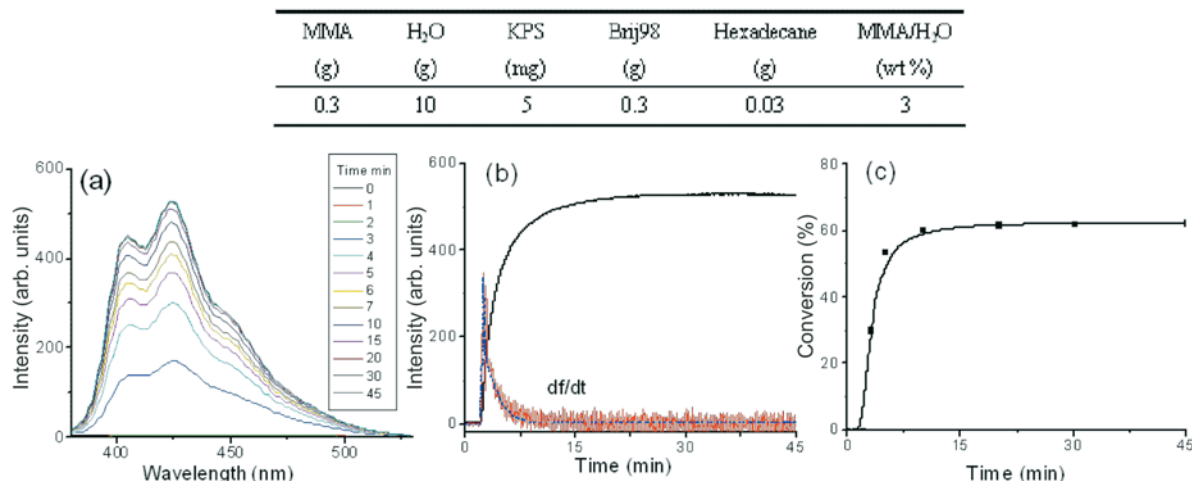 MMA H₂O KPS Brij98 Hexadecane MMA/H₂O
(g) (g) (mg) (g) (g) (wt%)
0.3 10 5 0.3 0.03 3
(a)
Time min
0
1
2
3
4
5
6
7
10
15
20
30
45
600
400
200
0
Intensity (arb. units)
400 450 500
Wavelength (nm)
(b)
600
400
200
0
Intensity (arb. units)
df/dt
0 15 30 45
Time (min)
(c)
80
60
40
20
0
Conversion (%)
0 15 30 45
Time (min)